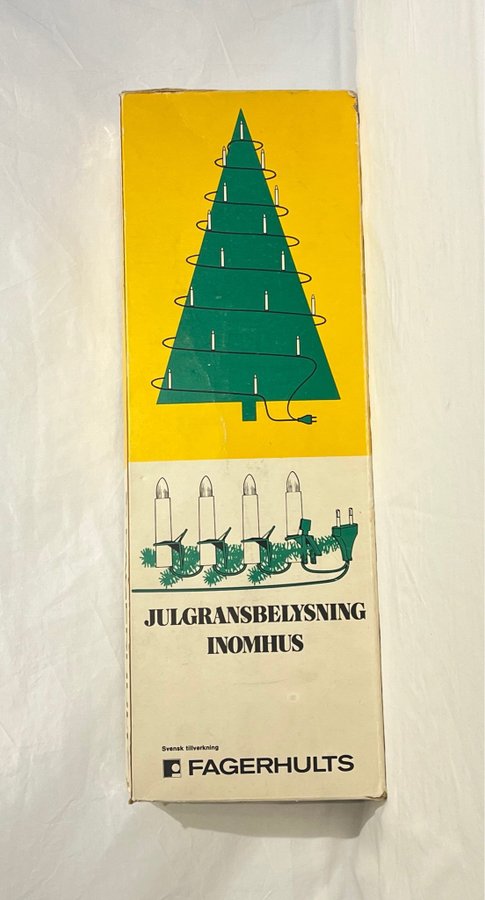 JULGRANSBELYSNING
INOMHUS
Svensk tillverkning
FAGERHULTS